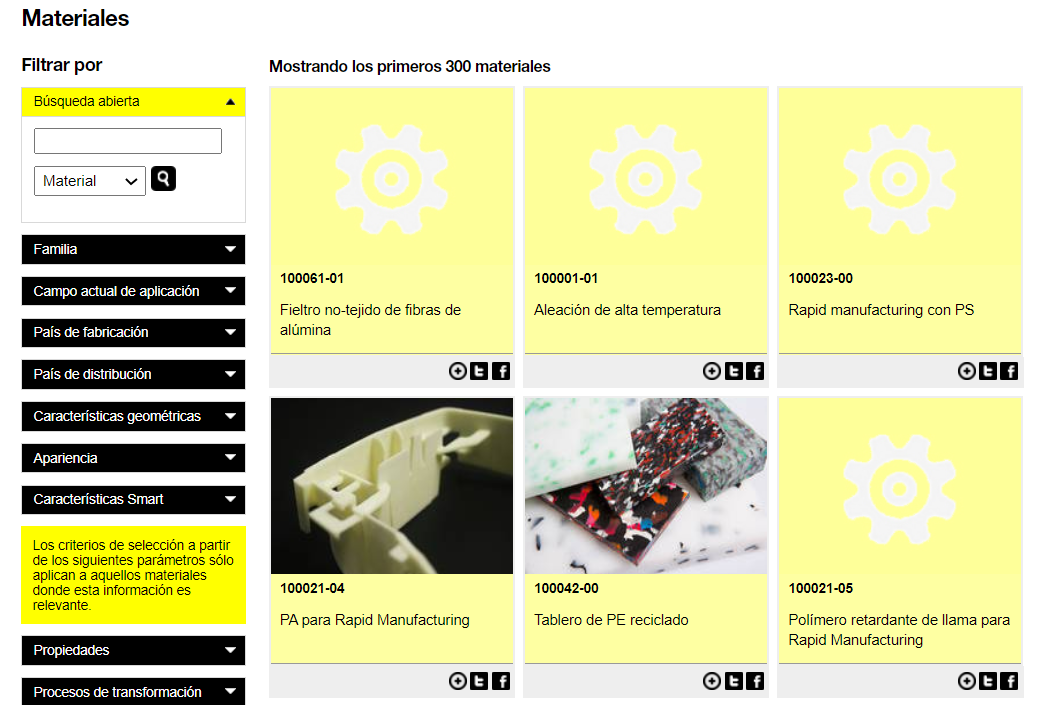 Materiales
Filtrar por
Búsqueda abierta
Material
Familia
Campo actual de aplicación
País de fabricación
País de distribución
Características geométricas
Apariencia
Características Smart
Los criterios de selección a partir
de los siguientes parámetros sólo
aplican a aquellos materiales
donde esta información es
relevante.
Propiedades
Procesos de transformación
Mostrando los primeros 300 materiales
100061-01
Fieltro no-tejido de fibras de
alúmina
100001-01
Aleación de alta temperatura
100023-00
Rapid manufacturing con PS
100021-04
PA para Rapid Manufacturing
100042-00
Tablero de PE reciclado
100021-05
Polímero retardante de llama para
Rapid Manufacturing